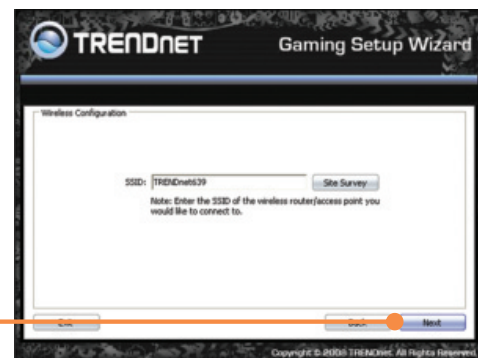 TRENDNET
Gaming Setup Wizard
Wireless Configuration
SSID: TRENDnet639 Site Survey
Note: Enter the SSID of the wireless router/access point you
would like to connect to.
Exit Back Next
Copyright © 2008 TRENDnet. All Rights Reserved.